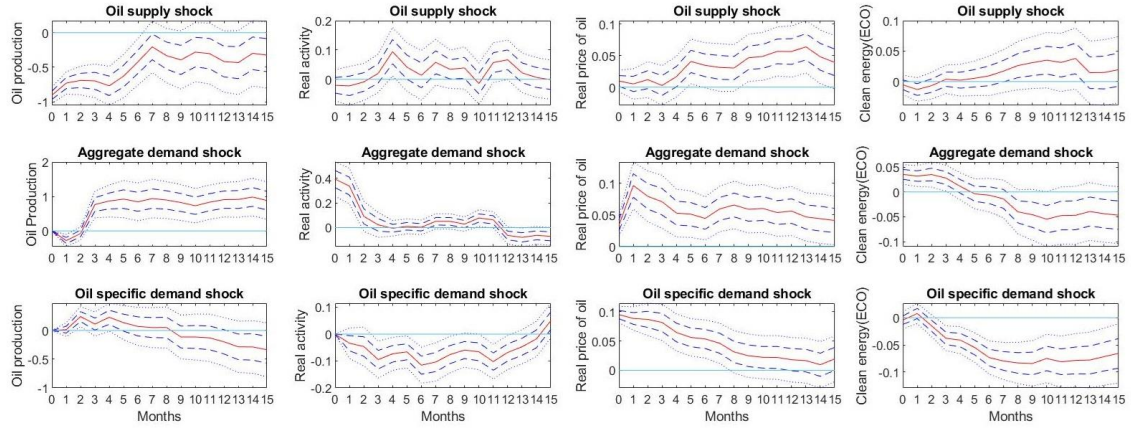 Oil supply shock
Oil production
0
-0.5
-1
0 1 2 3 4 5 6 7 8 9 10 11 12 13 14 15
Oil supply shock
Real activity
0.2
0.1
0
0 1 2 3 4 5 6 7 8 9 10 11 12 13 14 15
Oil supply shock
Real price of oil
0.1
0.05
0
0 1 2 3 4 5 6 7 8 9 10 11 12 13 14 15
Oil supply shock
Clean energy(ECO)
0.1
0.05
0
0 1 2 3 4 5 6 7 8 9 10 11 12 13 14 15
Aggregate demand shock
Oil Production
2
1
0
0 1 2 3 4 5 6 7 8 9 10 11 12 13 14 15
Aggregate demand shock
Real activity
0.4
0.2
0
0 1 2 3 4 5 6 7 8 9 10 11 12 13 14 15
Aggregate demand shock
Real price of oil
0.1
0.05
0
0 1 2 3 4 5 6 7 8 9 10 11 12 13 14 15
Aggregate demand shock
Clean energy(ECO)
0.05
0
-0.05
-0.1
0 1 2 3 4 5 6 7 8 9 10 11 12 13 14 15
Oil specific demand shock
Oil production
0
-0.5
-1
0 1 2 3 4 5 6 7 8 9 10 11 12 13 14 15
Months
Oil specific demand shock
Real activity
0.1
0
-0.1
-0.2
0 1 2 3 4 5 6 7 8 9 10 11 12 13 14 15
Months
Oil specific demand shock
Real price of oil
0.1
0.05
0
0 1 2 3 4 5 6 7 8 9 10 11 12 13 14 15
Months
Oil specific demand shock
Clean energy(ECO)
0
-0.05
-0.1
0 1 2 3 4 5 6 7 8 9 10 11 12 13 14 15
Months